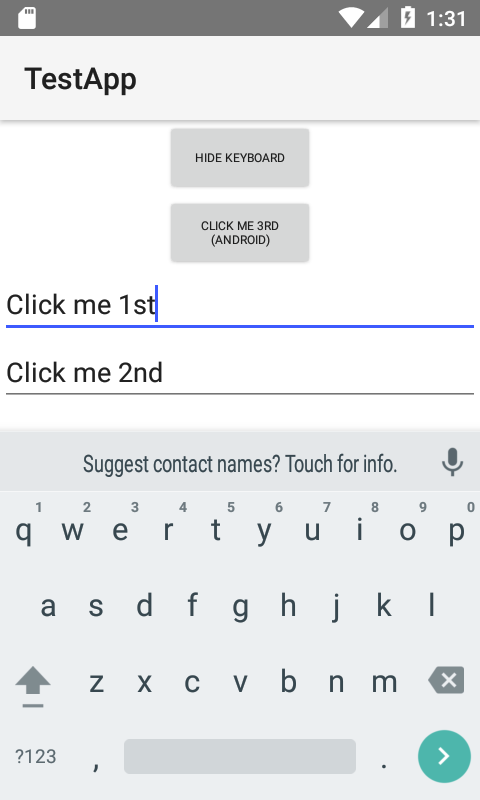 1:31
TestApp
HIDE KEYBOARD
CLICK ME 3RD
(ANDROID)
Click me 1st
Click me 2nd
Suggest contact names? Touch for info.
1 2 3 4 5 6 7 8 9 0
q w e r t y u i o p
a s d f g h j k l
z x c v b n m
?123 , .